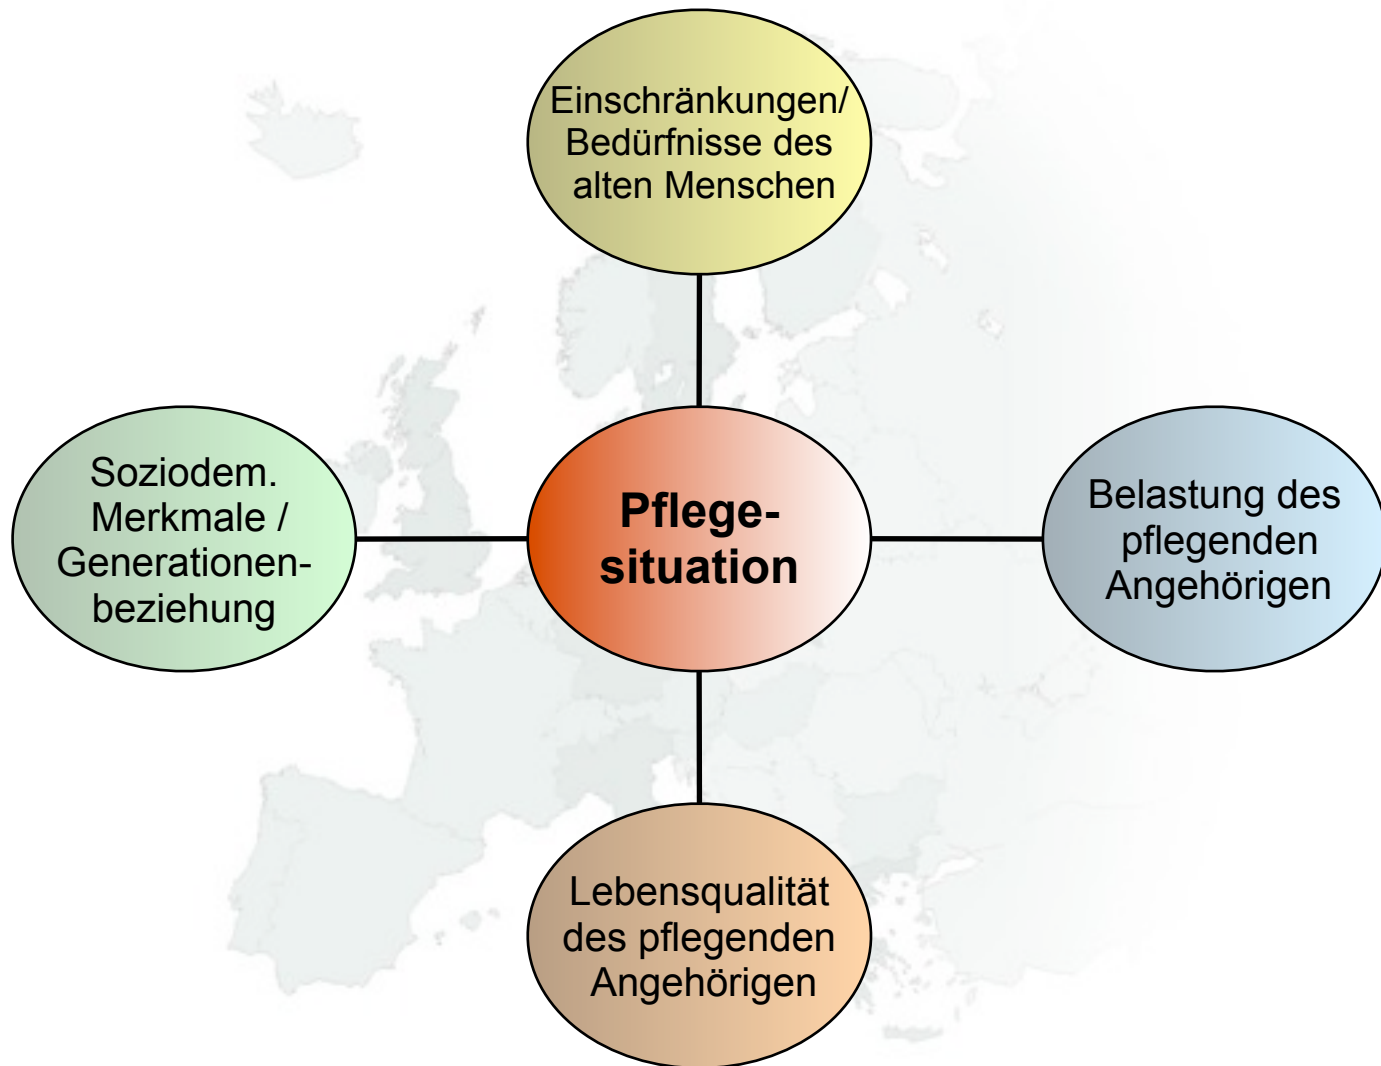 Einschränkungen/
Bedürfnisse des
alten Menschen
Soziodem.
Merkmale /
Generationen-
beziehung
Pflege-
situation
Belastung des
pflegenden
Angehörigen
Lebensqualität
des pflegenden
Angehörigen